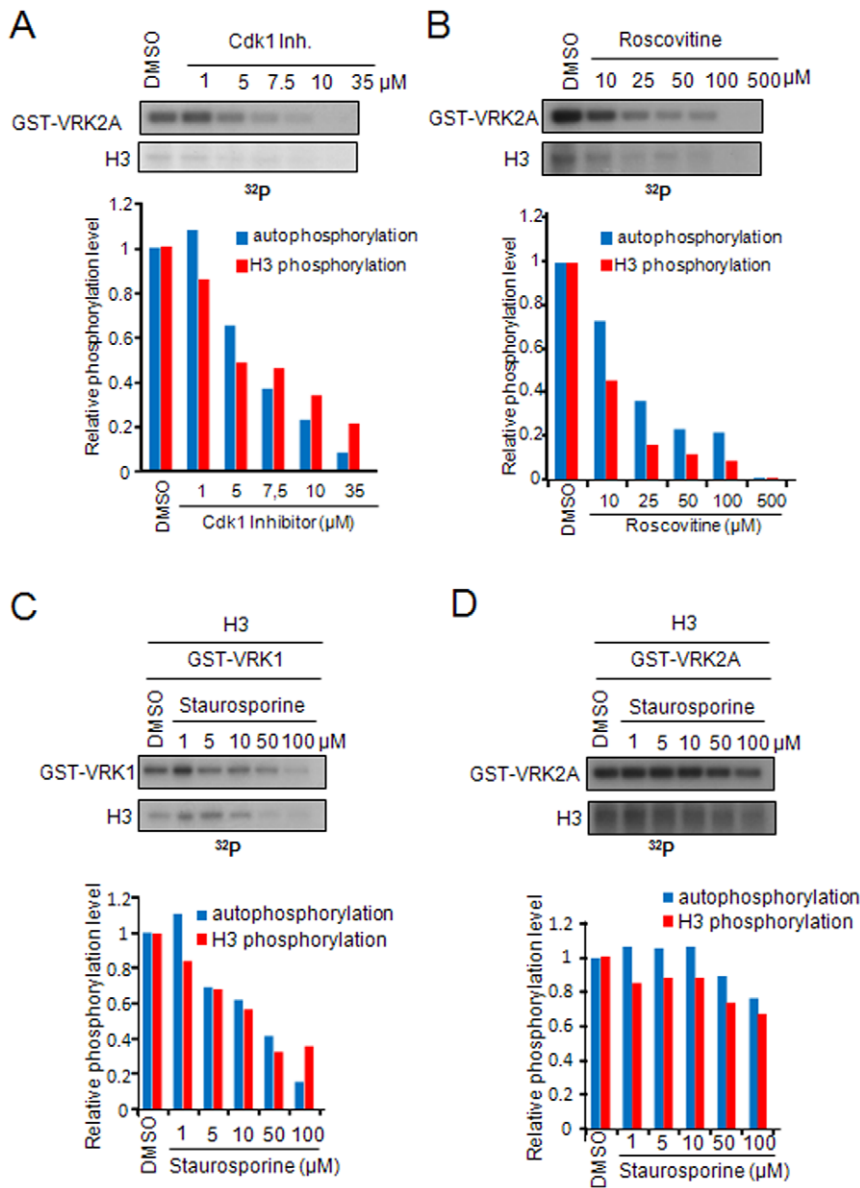 A
Cdk1 Inh.
DMSO
1 5 7.5 10 35 µM
GST-VRK2A
H3
32P
Relative phosphorylation level
1.2
1
0.8
0.6
0.4
0.2
0
autophosphorylation
H3 phosphorylation
DMSO
1 5 7,5 10 35
Cdk1 Inhibitor (µM)
B
Roscovitine
DMSO
10 25 50 100 500 µM
GST-VRK2A
H3
32P
Relative phosphorylation level
1.2
1
0.8
0.6
0.4
0.2
0
autophosphorylation
H3 phosphorylation
DMSO
10 25 50 100 500
Roscovitine (µM)
C
H3
GST-VRK1
Staurosporine
DMSO
1 5 10 50 100 µM
GST-VRK1
H3
32P
Relative phosphorylation level
1.2
1
0.8
0.6
0.4
0.2
0
autophosphorylation
H3 phosphorylation
DMSO
1 5 10 50 100
Staurosporine (µM)
D
H3
GST-VRK2A
Staurosporine
DMSO
1 5 10 50 100 µM
GST-VRK2A
H3
32P
Relative phosphorylation level
1.2
1
0.8
0.6
0.4
0.2
0
autophosphorylation
H3 phosphorylation
DMSO
1 5 10 50 100
Staurosporine (µM)